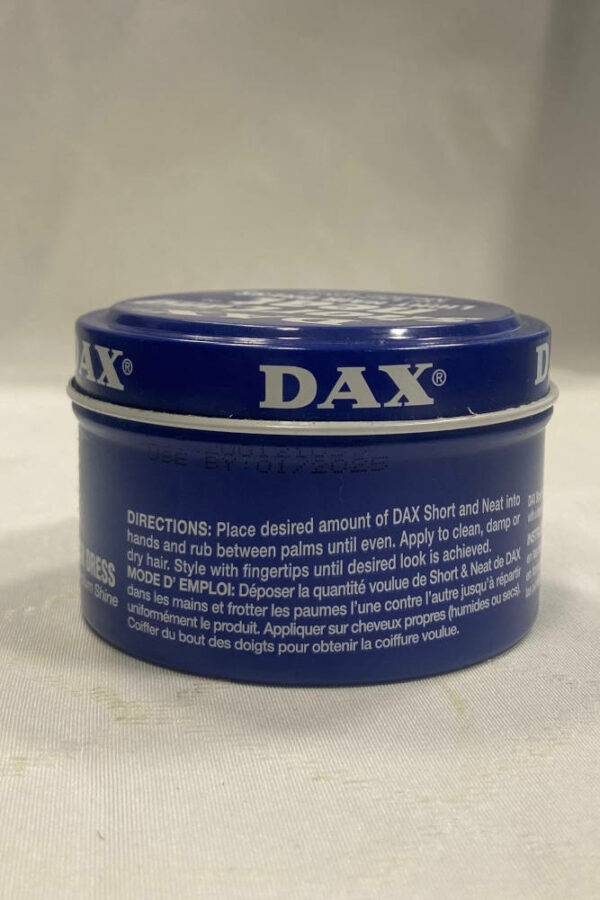 DAX®
DAX®
USE BY:01/2025
DIRECTIONS: Place desired amount of DAX Short and Neat into
hands and rub between palms until even. Apply to clean, damp or
dry hair. Style with fingertips until desired look is achieved.
MODE D' EMPLOI: Déposer la quantité voulue de Short & Neat de DAX
dans les mains et frotter les paumes l'une contre l'autre jusqu'à répartir
uniformément le produit. Appliquer sur cheveux propres (humides ou secs).
Coiffer du bout des doigts pour obtenir la coiffure voulue.
DRESS
Shine